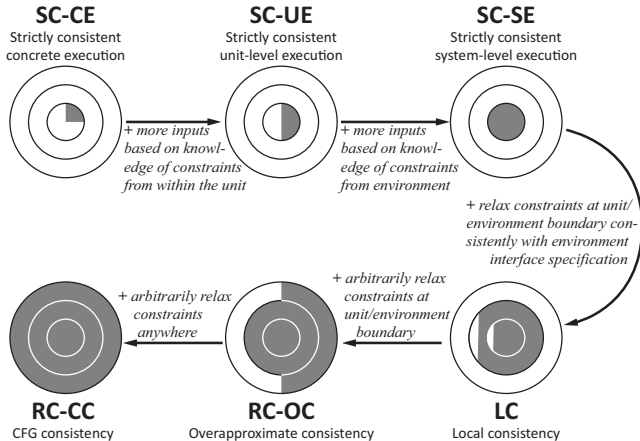 SC-CE
Strictly consistent
concrete execution
SC-UE
Strictly consistent
unit-level execution
SC-SE
Strictly consistent
system-level execution
+ more inputs
based on knowl-
edge of constraints
from within the unit
+ more inputs
based on knowl-
edge of constraints
from environment
+ relax constraints at unit/
environment boundary con-
sistently with environment
interface specification
+ arbitrarily relax
constraints
anywhere
+ arbitrarily relax
constraints at
unit/environment
boundary
RC-CC
CFG consistency
RC-OC
Overapproximate consistency
LC
Local consistency